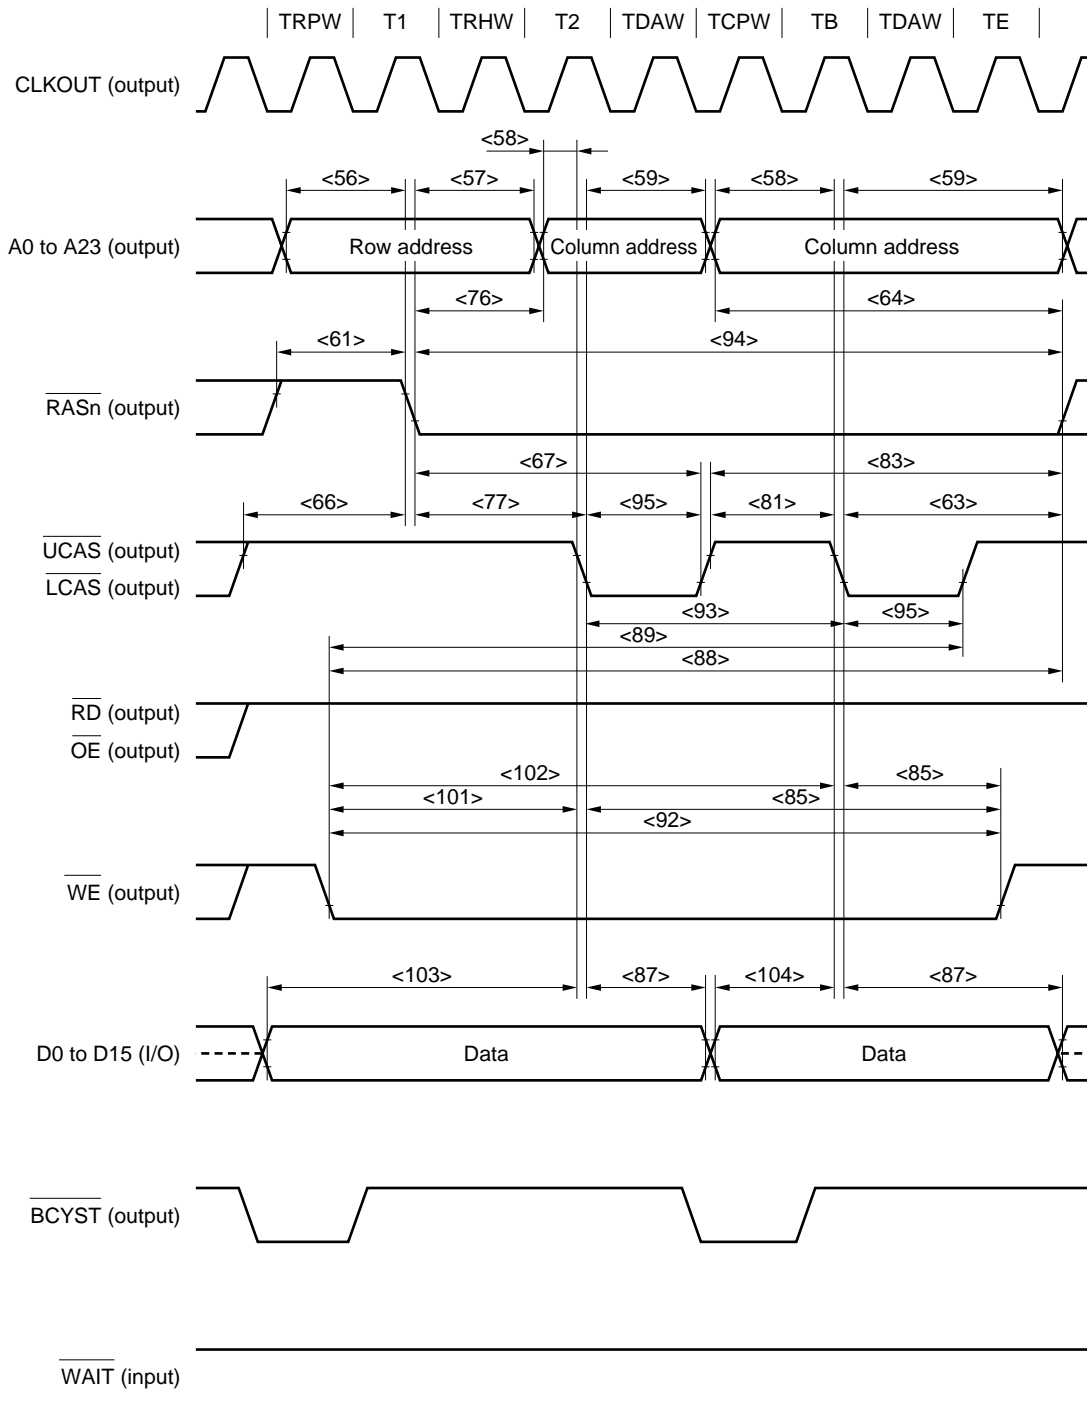 TRPW T1 TRHW T2 TDAW TCPW TB TDAW TE
CLKOUT (output)
<58>
<56> <57> <59> <58> <59>
A0 to A23 (output) Row address Column address Column address
<76> <64>
<61> <94>
RASn (output)
<67> <83>
<66> <77> <95> <81> <63>
UCAS (output)
LCAS (output)
<93> <95>
<89>
<88>
RD (output)
OE (output)
<102> <85>
<101> <85>
<92>
WE (output)
<103> <87> <104> <87>
D0 to D15 (I/O) Data Data
BCYST (output)
WAIT (input)